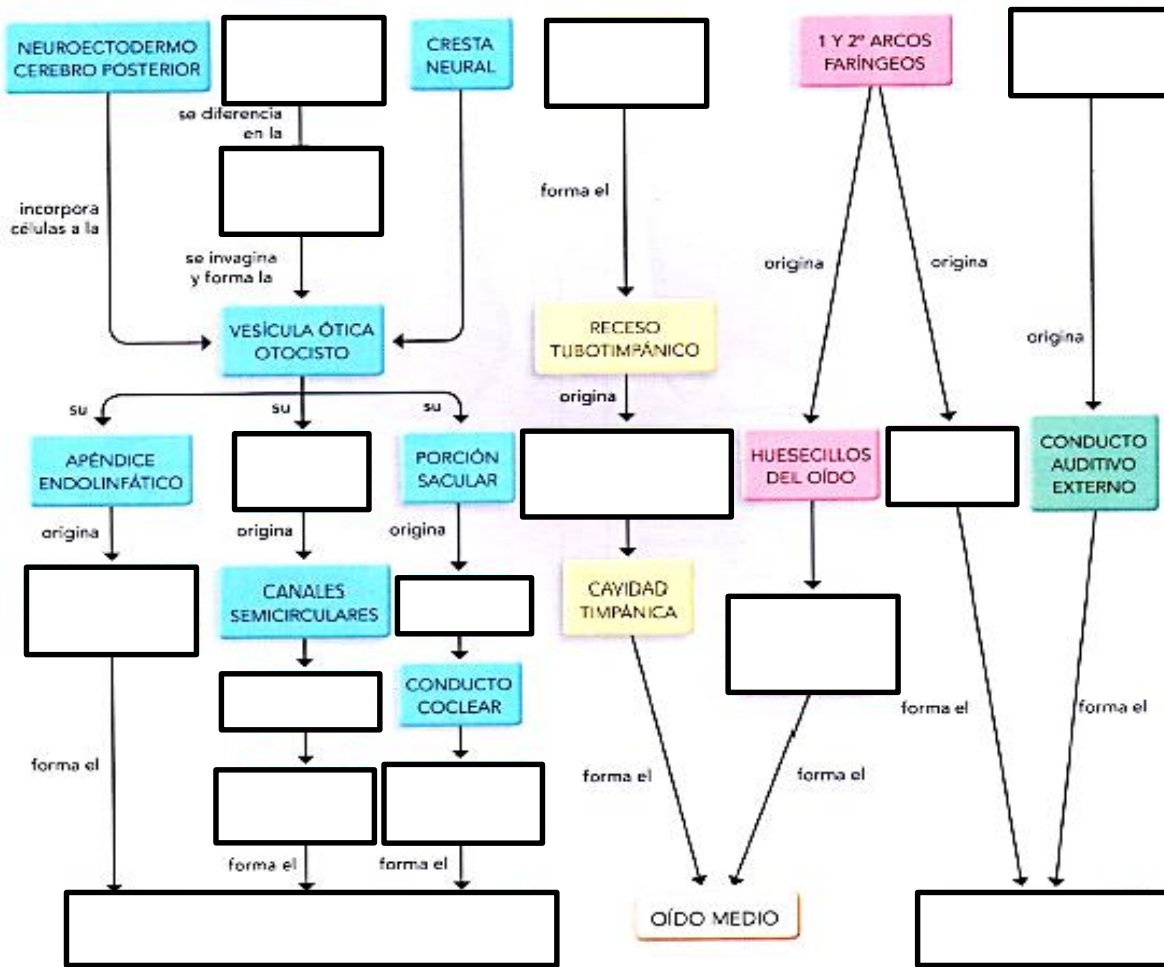 NEUROECTODERMO
CEREBRO POSTERIOR
CRESTA
NEURAL
1 Y 2º ARCOS
FARÍNGEOS
se diferencia
en la
incorpora
células a la
forma el
se invagina
y forma la
origina
origina
origina
VESÍCULA ÓTICA
OTOCISTO
RECESO
TUBOTIMPÁNICO
su
su
su
origina
APÉNDICE
ENDOLINFÁTICO
PORCIÓN
SACULAR
HUESECILLOS
DEL OÍDO
CONDUCTO
AUDITIVO
EXTERNO
origina
origina
origina
CANALES
SEMICIRCULARES
CAVIDAD
TIMPÁNICA
CONDUCTO
COCLEAR
forma el
forma el
forma el
forma el
forma el
forma el
forma el
OÍDO MEDIO